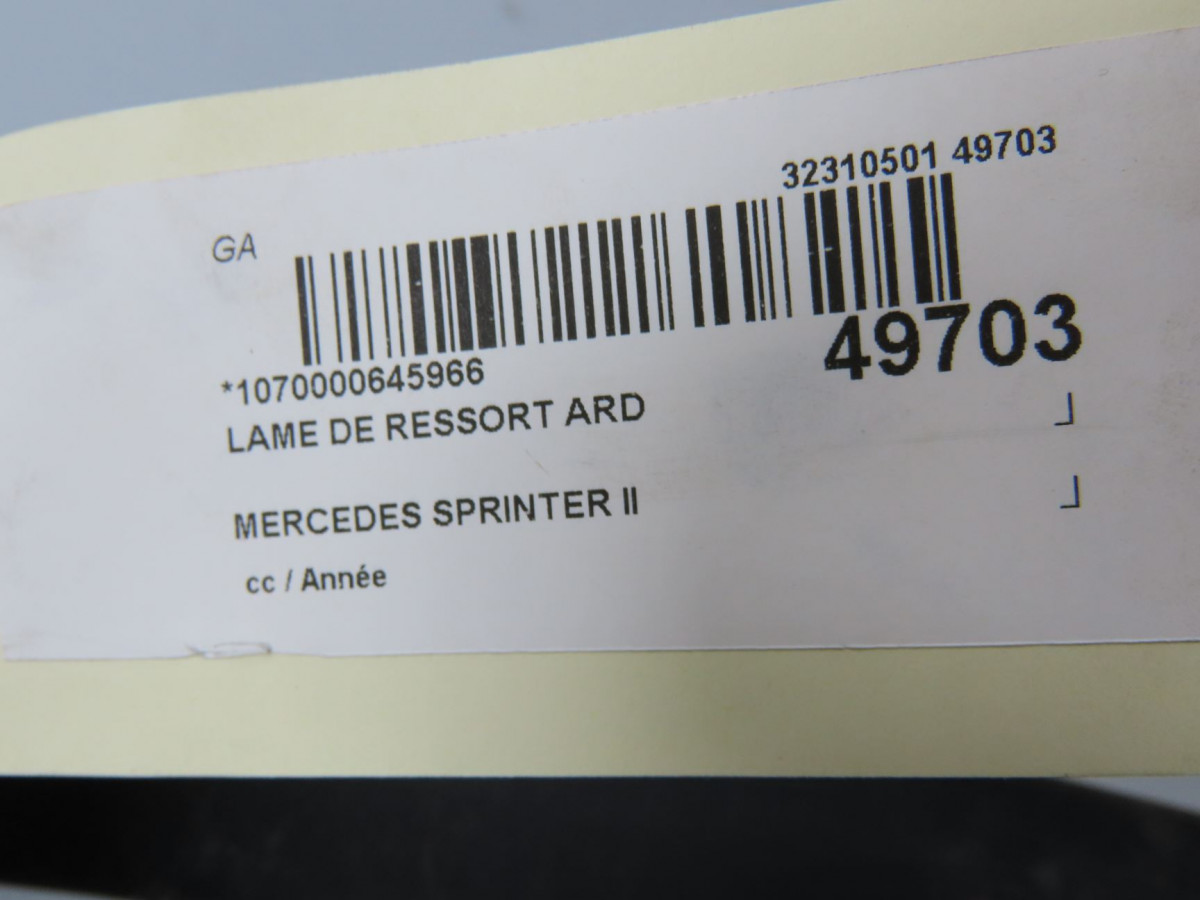 32310501 49703
GA
*1070000645966
49703
LAME DE RESSORT ARD
MERCEDES SPRINTER II
cc / Année